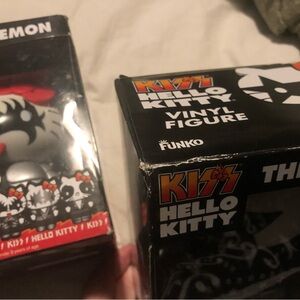 EMON
KISS / HELLO KITTY / KISS /
KISS
HELLO
KITTY
VINYL
FIGURE
FUNKO
KISS
HELLO
KITTY
THE